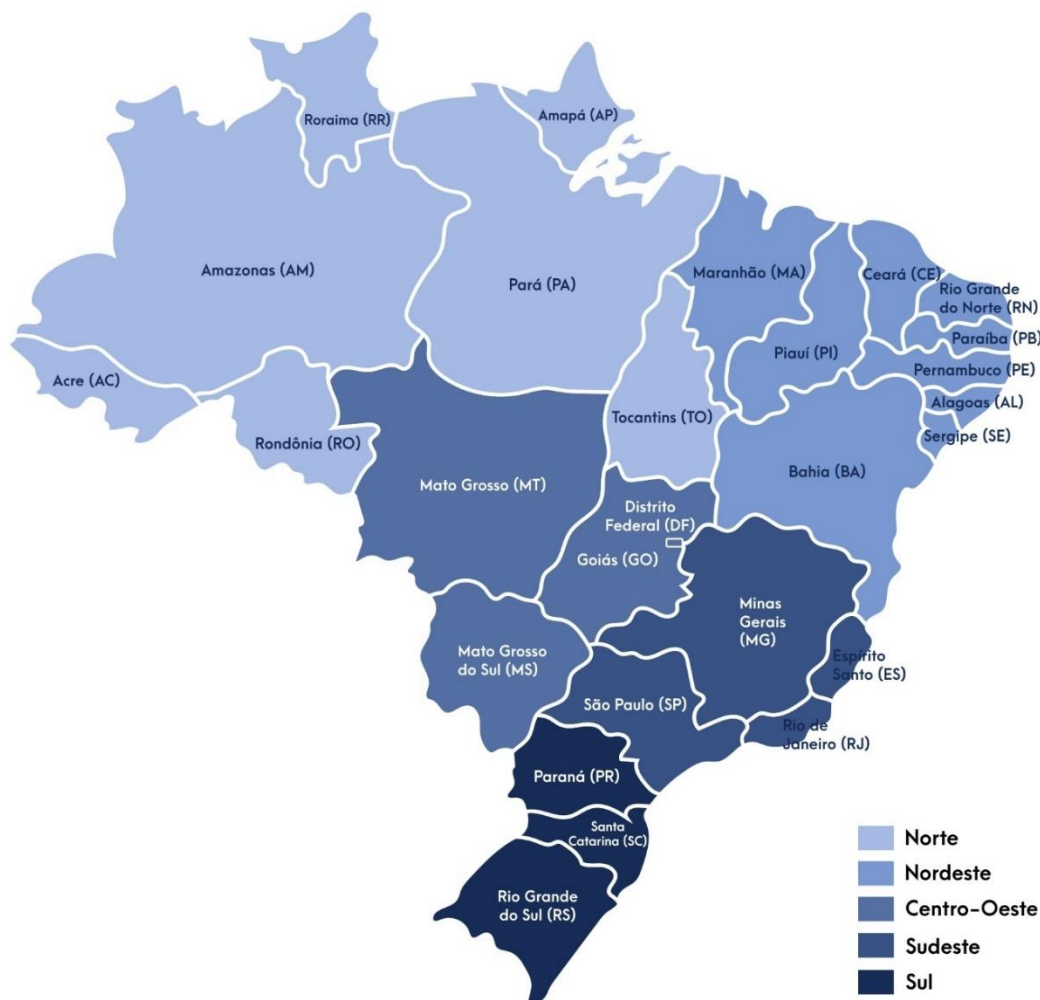 Roraima (RR)
Amapá (AP)
Amazonas (AM)
Pará (PA)
Maranhão (MA)
Ceará (CE)
Rio Grande
do Norte (RN)
Paraíba (PB)
Piauí (PI)
Pernambuco (PE)
Acre (AC)
Alagoas (AL)
Tocantins (TO)
Sergipe (SE)
Rondônia (RO)
Bahia (BA)
Mato Grosso (MT)
Distrito
Federal (DF)
Goiás (GO)
Minas
Gerais
(MG)
Mato Grosso
do Sul (MS)
Espírito
Santo (ES)
São Paulo (SP)
Rio de
Janeiro (RJ)
Paraná (PR)
Santa
Catarina (SC)
Rio Grande
do Sul (RS)
Norte
Nordeste
Centro-Oeste
Sudeste
Sul